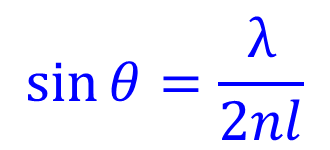 sin θ = λ / 2nl